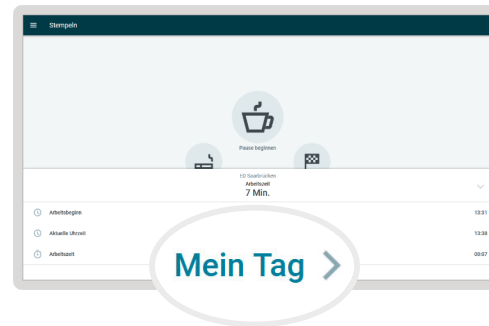 Stempeln
Pause beginnen
ED Saarbrücken
Arbeitszeit
7 Min.
Arbeitsbeginn 13:31
Aktuelle Uhrzeit 13:38
Arbeitszeit 00:07
Mein Tag